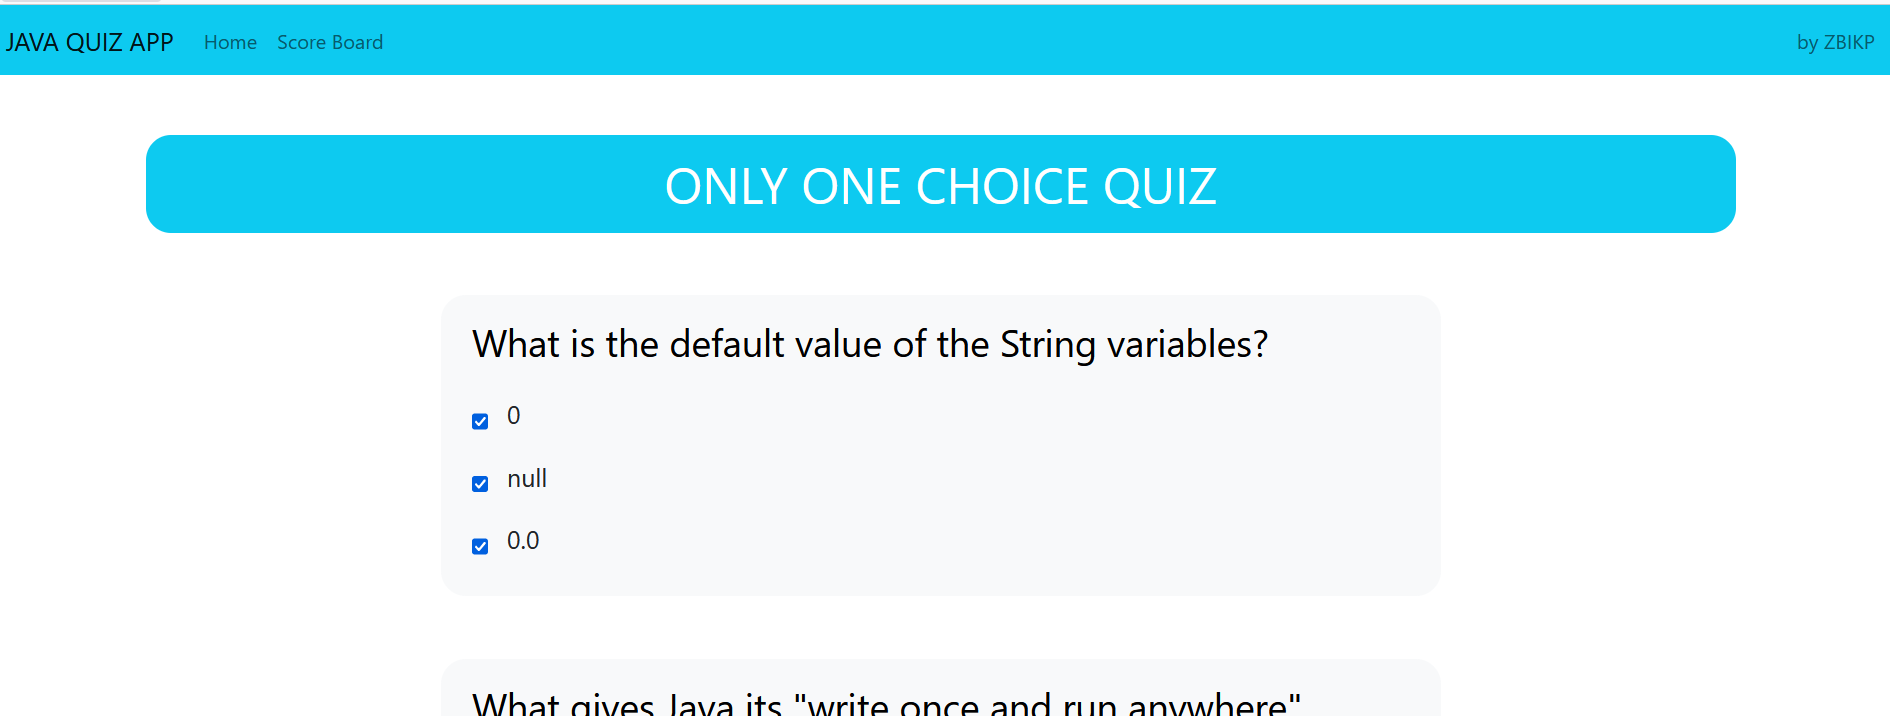 JAVA QUIZ APP Home Score Board by ZBIKP
ONLY ONE CHOICE QUIZ
What is the default value of the String variables?
0
null
0.0
What gives Java its "write once and run anywhere"